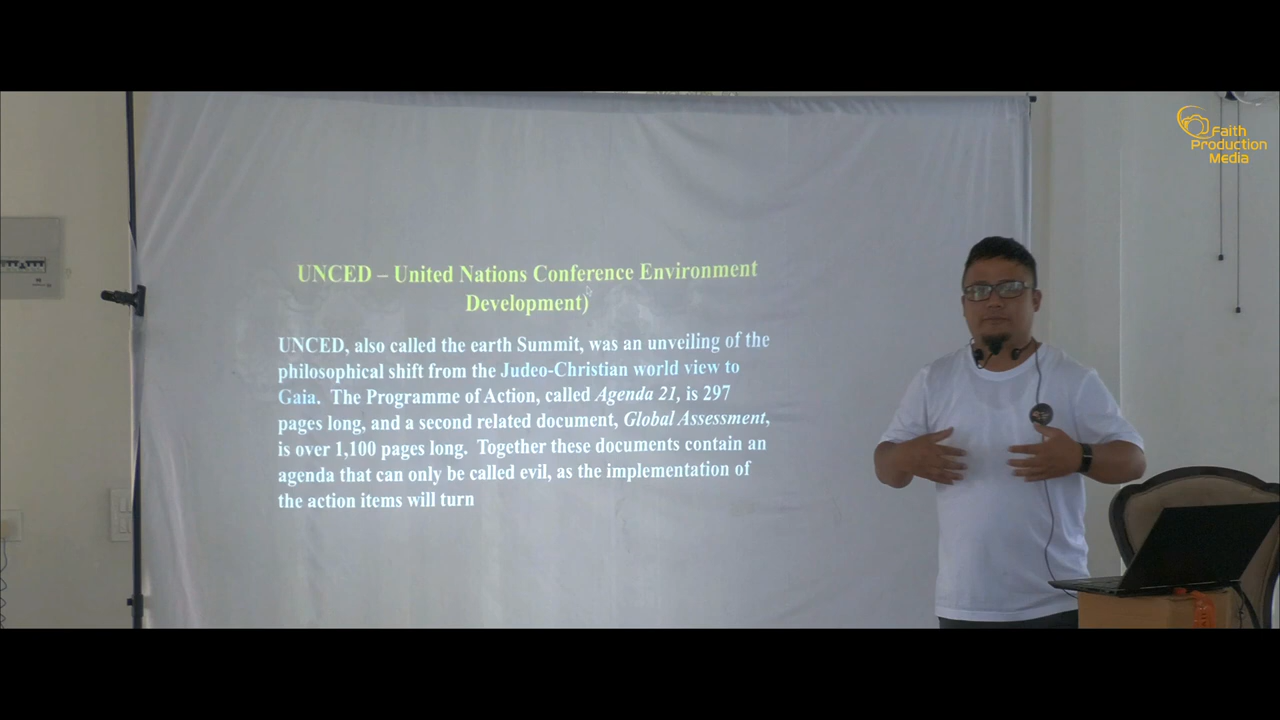 UNCED – United Nations Conference Environment
Development)
UNCED, also called the earth Summit, was an unveiling of the
philosophical shift from the Judeo-Christian world view to
Gaia. The Programme of Action, called Agenda 21, is 297
pages long, and a second related document, Global Assessment,
is over 1,100 pages long. Together these documents contain an
agenda that can only be called evil, as the implementation of
the action items will turn
Faith
Production
Media